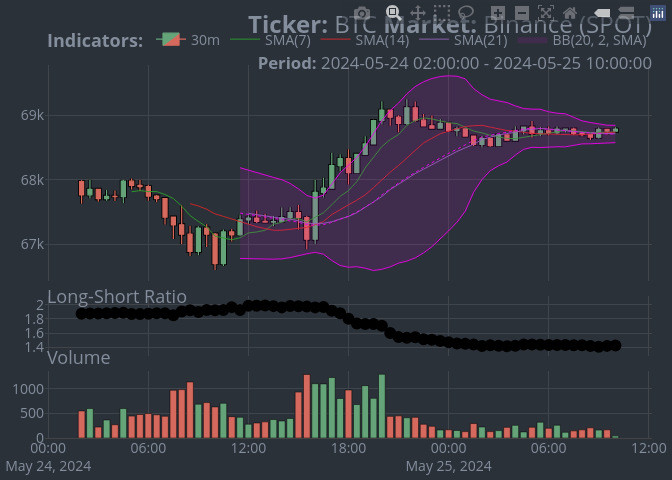 Ticker: BTC Market: Binance (SPOT)
Indicators: 30m SMA(7) SMA(14) SMA(21) BB(20, 2, SMA)
Period: 2024-05-24 02:00:00 - 2024-05-25 10:00:00
69k
68k
67k
Long-Short Ratio
2
1.8
1.6
1.4
Volume
1000
500
0
00:00 06:00 12:00 18:00 00:00 06:00 12:00
May 24, 2024 May 25, 2024